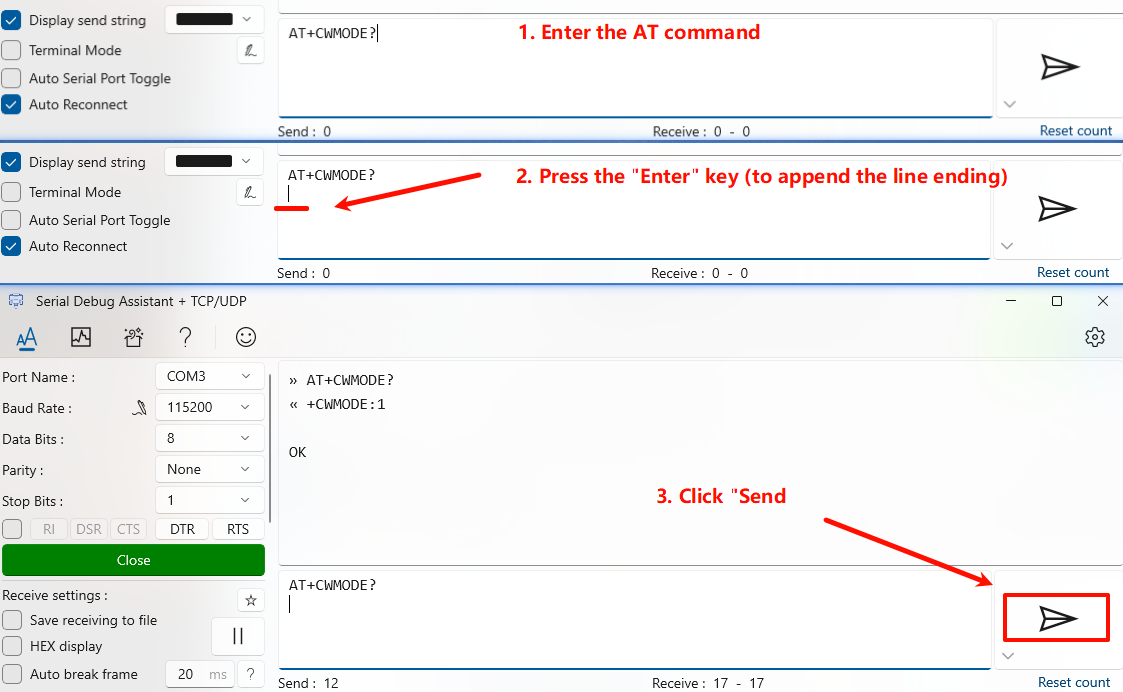 Display send string
AT+CWMODE?
1. Enter the AT command
Terminal Mode
Auto Serial Port Toggle
Auto Reconnect
Send : 0
Receive : 0 - 0
Reset count
Display send string
AT+CWMODE?
2. Press the "Enter" key (to append the line ending)
Terminal Mode
Auto Serial Port Toggle
Auto Reconnect
Send : 0
Receive : 0 - 0
Reset count
Serial Debug Assistant + TCP/UDP
Port Name :
COM3
Baud Rate :
115200
Data Bits :
8
Parity :
None
Stop Bits :
1
RI
DSR
CTS
DTR
RTS
Close
» AT+CWMODE?
« +CWMODE:1
OK
3. Click "Send
Receive settings :
Save receiving to file
HEX display
Auto break frame
20 ms
?
AT+CWMODE?
Send : 12
Receive : 17 - 17
Reset count